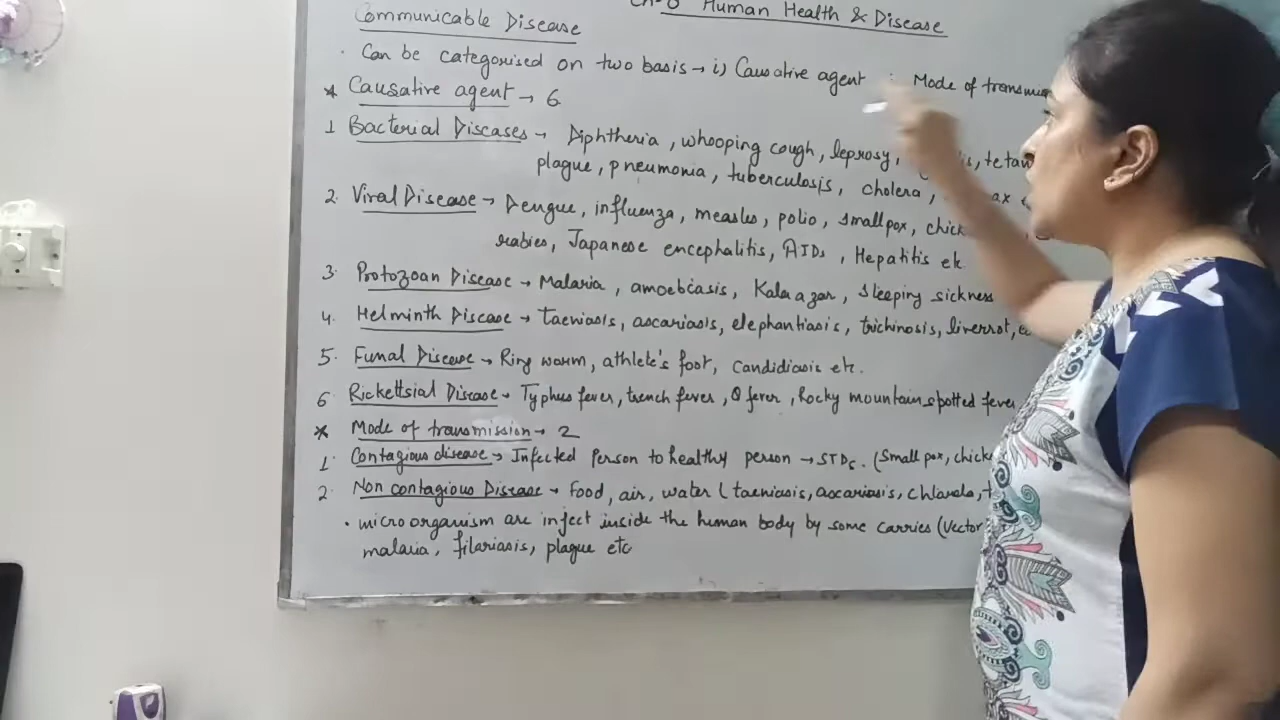 Human Health & Disease
Communicable Disease
· Can be categorised on two basis → i) Causative agent Mode of
* Causative agent → 6
1 Bacterial Diseases → Diphtheria, whooping cough, leprosy,
plague, pneumonia, tuberculosis, cholera,
2. Viral Disease → Dengue, influenza, measles, polio, smallpox,
rabies, Japanese encephalitis, AIDs, Hepatitis etc
3. Protozoan Disease → Malaria, amoebiasis, Kala azar, Sleeping sickness
4. Helminth Disease → taeniasis, ascariasis, elephantiasis, trichinosis, liverrot,
5. Funal Disease → Ring worm, athlete's foot, Candidiasis etc.
6 Rickettsial Disease → Typhus fever, trench fever, Q fever, Rocky mountain spotted fever
* Mode of transmission → 2
1. Contagious disease → Infected Person to healthy person → STDs. (Small pox,
2. Non contagious Disease → Food, air, water (taeniasis, ascariasis,
· micro organism are infect inside the human body by some carries (Vector
malaria, filariasis, plague etc